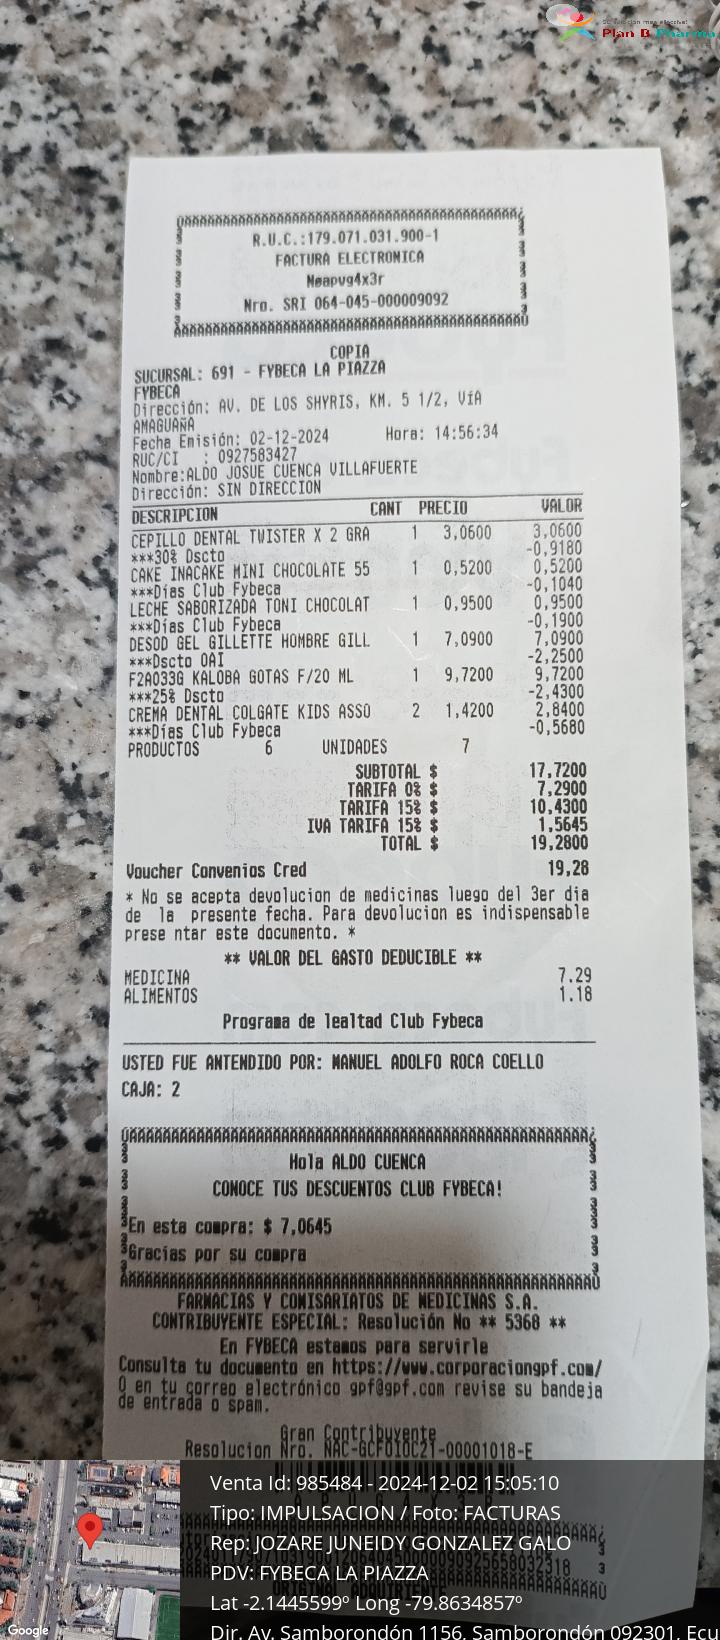 Plan B Pharma
R.U.C.:179.071.031.900-1
FACTURA ELECTRONICA
Neapvg4x3r
Nro. SRI 064-045-000009092
COPIA
SUCURSAL: 691 - FYBECA LA PIAZZA
FYBECA
Dirección: AV. DE LOS SHYRIS, KM. 5 1/2, VÍA
AMAGUAÑA
Fecha Emisión: 02-12-2024 Hora: 14:56:34
RUC/CI : 0927583427
Nombre:ALDO JOSUE CUENCA VILLAFUERTE
Dirección: SIN DIRECCION
DESCRIPCION CANT PRECIO VALOR
CEPILLO DENTAL TWISTER X 2 GRA 1 3,0600 3,0600
***30% Dscto -0,9180
CAKE INACAKE MINI CHOCOLATE 55 1 0,5200 0,5200
***Días Club Fybeca -0,1040
LECHE SABORIZADA TONI CHOCOLAT 1 0,9500 0,9500
***Días Club Fybeca -0,1900
DESOD GEL GILLETTE HOMBRE GILL 1 7,0900 7,0900
***Dscto OAI -2,2500
F2A033G KALOBA GOTAS F/20 ML 1 9,7200 9,7200
***25% Dscto -2,4300
CREMA DENTAL COLGATE KIDS ASSO 2 1,4200 2,8400
***Días Club Fybeca -0,5680
PRODUCTOS 6 UNIDADES 7
SUBTOTAL $ 17,7200
TARIFA 0% $ 7,2900
TARIFA 15% $ 10,4300
IVA TARIFA 15% $ 1,5645
TOTAL $ 19,2800
Voucher Convenios Cred 19,28
* No se acepta devolucion de medicinas luego del 3er dia
de la presente fecha. Para devolucion es indispensable
prese ntar este documento. *
** VALOR DEL GASTO DEDUCIBLE **
MEDICINA 7.29
ALIMENTOS 1.18
Programa de lealtad Club Fybeca
USTED FUE ANTENDIDO POR: MANUEL ADOLFO ROCA COELLO
CAJA: 2
Hola ALDO CUENCA
CONOCE TUS DESCUENTOS CLUB FYBECA!
En esta compra: $ 7,0645
Gracias por su compra
FARMACIAS Y COMISARIATOS DE MEDICINAS S.A.
CONTRIBUYENTE ESPECIAL: Resolución No ** 5368 **
En FYBECA estamos para servirle
Consulta tu documento en https://www.corporaciongpf.com/
O en tu correo electrónico gpf@gpf.com revise su bandeja
de entrada o spam.
Gran Contribuyente
Resolucion Nro. NAC-GCFOIOC21-00001018-E
Venta Id: 985484 - 2024-12-02 15:05:10
Tipo: IMPULSACION / Foto: FACTURAS
Rep: JOZARE JUNEIDY GONZALEZ GALO
PDV: FYBECA LA PIAZZA
Lat -2.1445599º Long -79.8634857º
Dir. Av. Samborondón 1156, Samborondón 092301, Ecu
ORIGINAL ADQUIRIENTE
Google